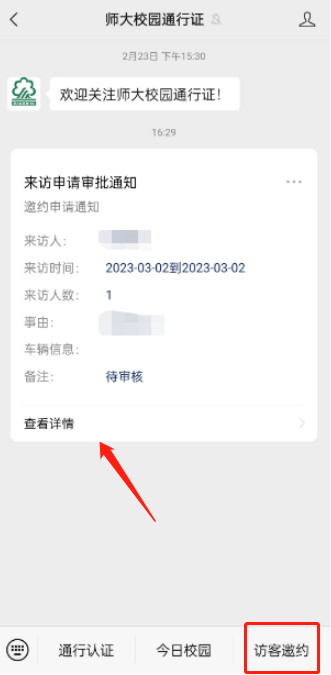 师大校园通行证
2月23日 下午15:30
欢迎关注师大校园通行证!
16:29
来访申请审批通知
邀约申请通知
来访人:
来访时间: 2023-03-02到2023-03-02
来访人数: 1
事由:
车辆信息:
备注: 待审核
查看详情
通行认证 今日校园 访客邀约